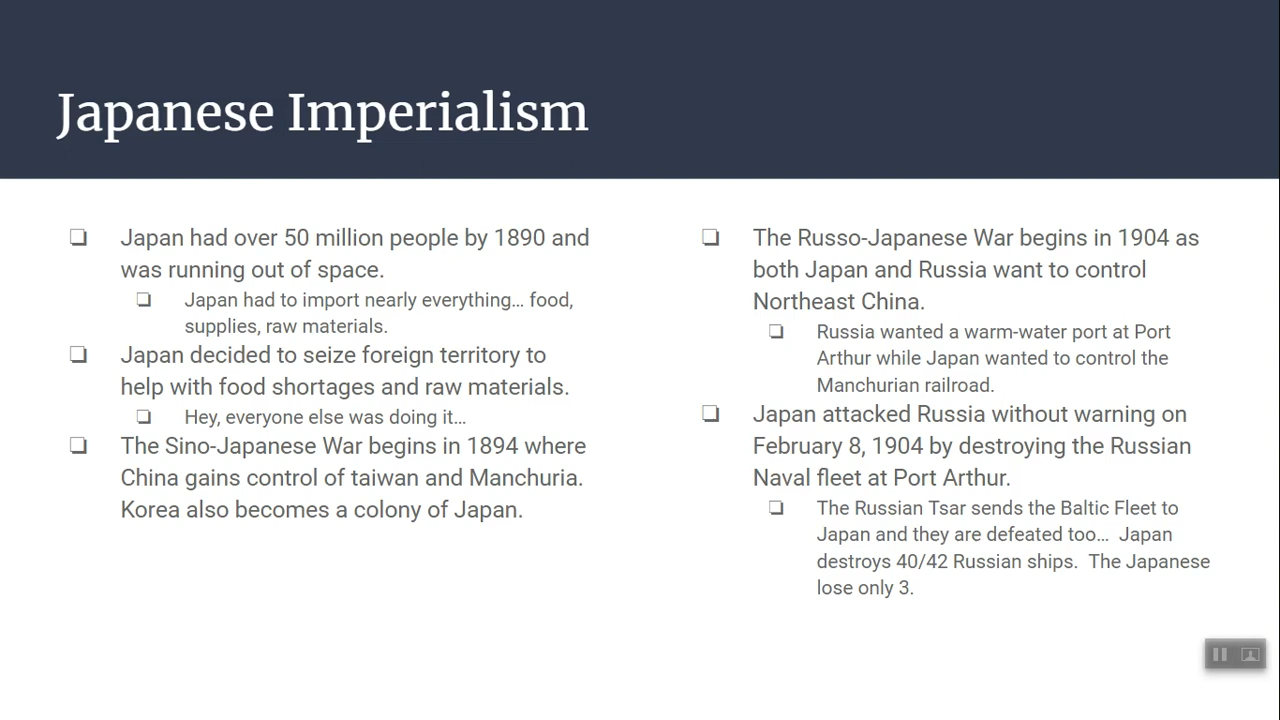 Japanese Imperialism
❏ Japan had over 50 million people by 1890 and
was running out of space.
❏ Japan had to import nearly everything… food,
supplies, raw materials.
❏ Japan decided to seize foreign territory to
help with food shortages and raw materials.
❏ Hey, everyone else was doing it…
❏ The Sino-Japanese War begins in 1894 where
China gains control of taiwan and Manchuria.
Korea also becomes a colony of Japan.
❏ The Russo-Japanese War begins in 1904 as
both Japan and Russia want to control
Northeast China.
❏ Russia wanted a warm-water port at Port
Arthur while Japan wanted to control the
Manchurian railroad.
❏ Japan attacked Russia without warning on
February 8, 1904 by destroying the Russian
Naval fleet at Port Arthur.
❏ The Russian Tsar sends the Baltic Fleet to
Japan and they are defeated too… Japan
destroys 40/42 Russian ships. The Japanese
lose only 3.